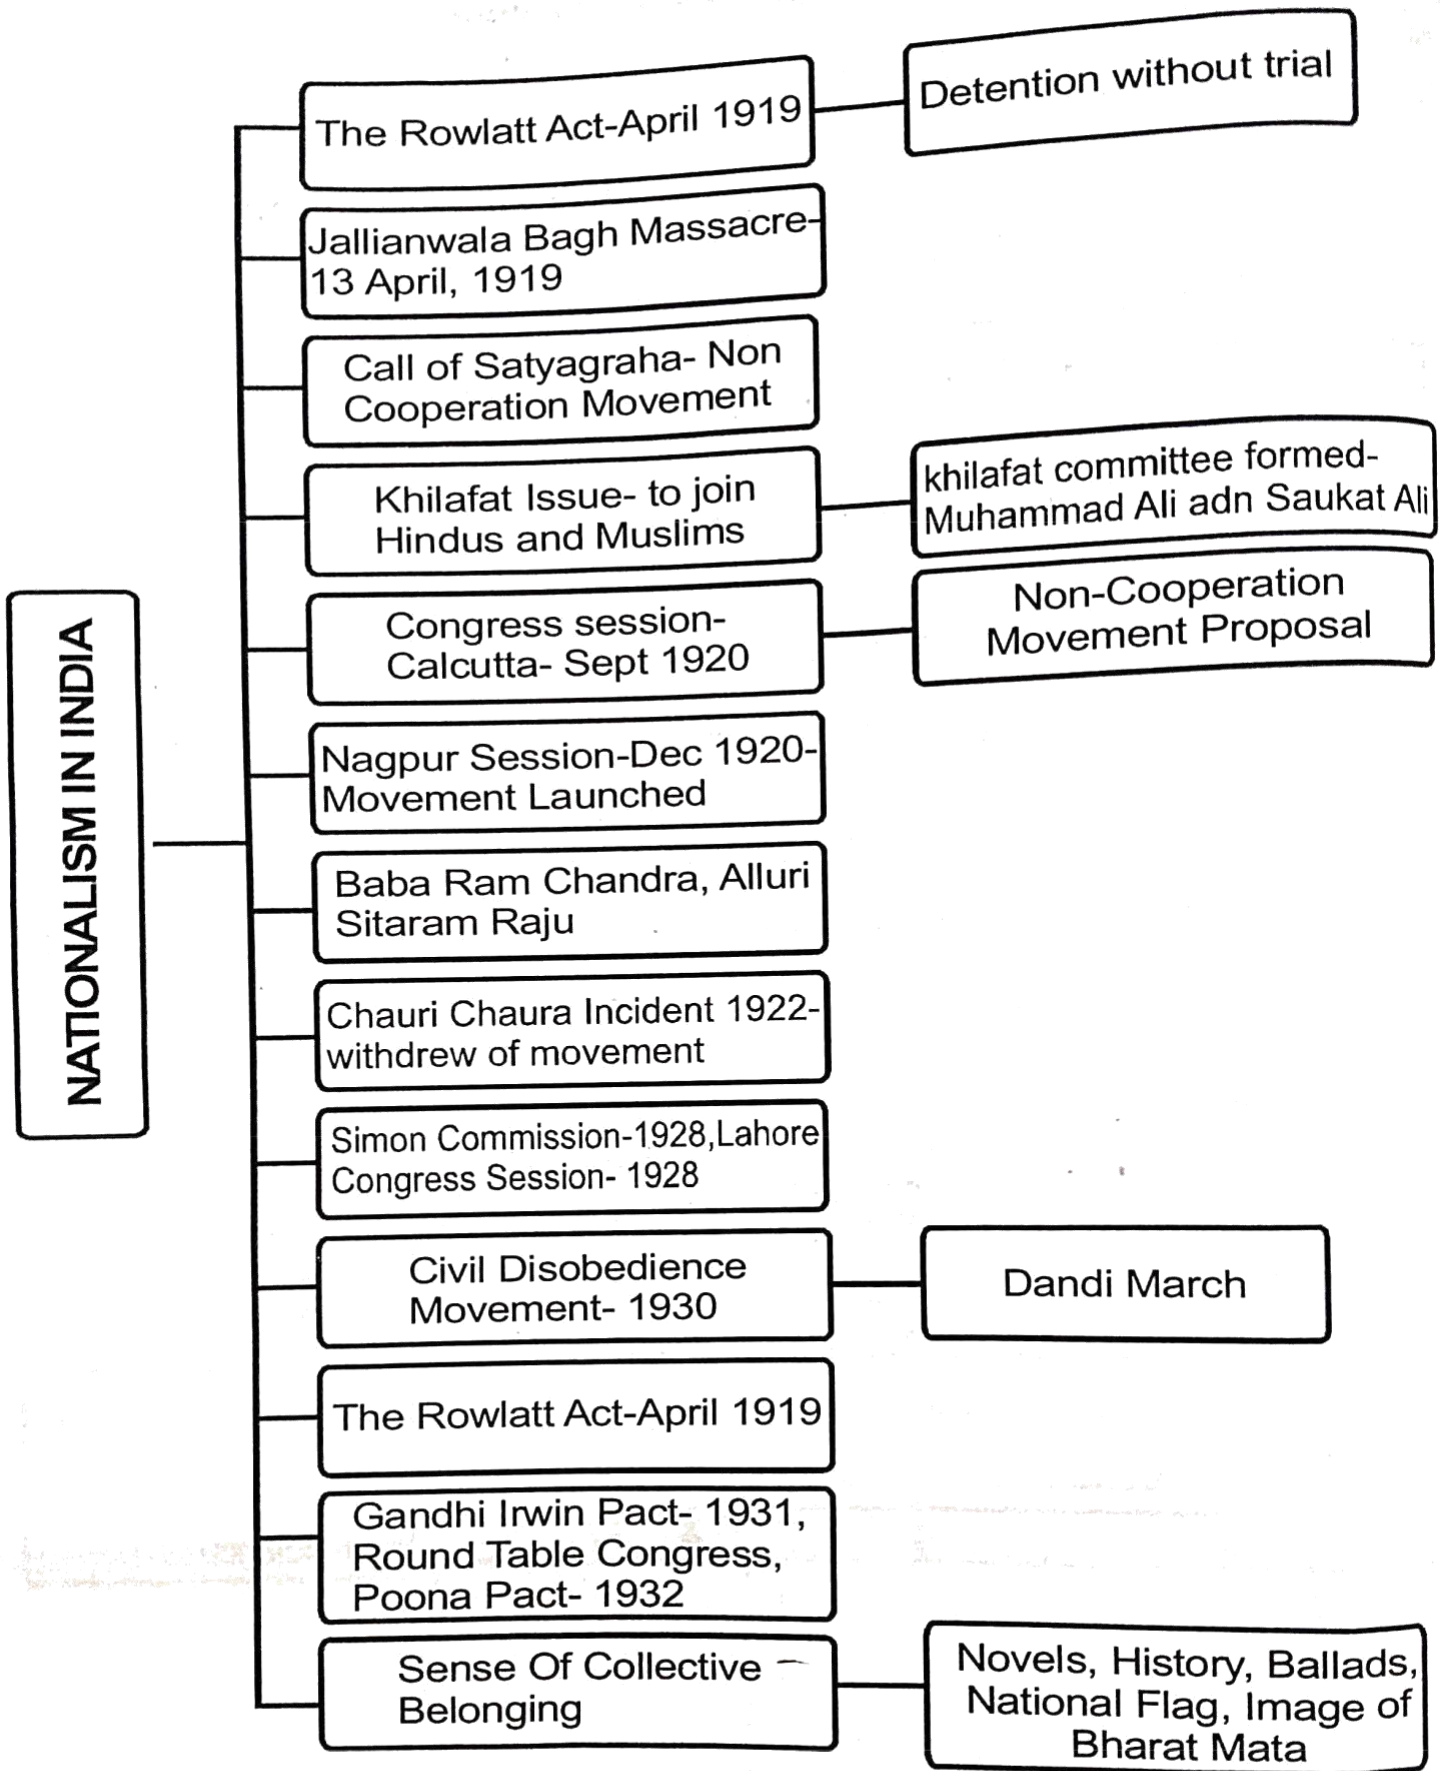 NATIONALISM IN INDIA
The Rowlatt Act-April 1919
Detention without trial
Jallianwala Bagh Massacre-
13 April, 1919
Call of Satyagraha- Non
Cooperation Movement
Khilafat Issue- to join
Hindus and Muslims
khilafat committee formed-
Muhammad Ali adn Saukat Ali
Congress session-
Calcutta- Sept 1920
Non-Cooperation
Movement Proposal
Nagpur Session-Dec 1920-
Movement Launched
Baba Ram Chandra, Alluri
Sitaram Raju
Chauri Chaura Incident 1922-
withdrew of movement
Simon Commission-1928,Lahore
Congress Session- 1928
Civil Disobedience
Movement- 1930
Dandi March
The Rowlatt Act-April 1919
Gandhi Irwin Pact- 1931,
Round Table Congress,
Poona Pact- 1932
Sense Of Collective
Belonging
Novels, History, Ballads,
National Flag, Image of
Bharat Mata